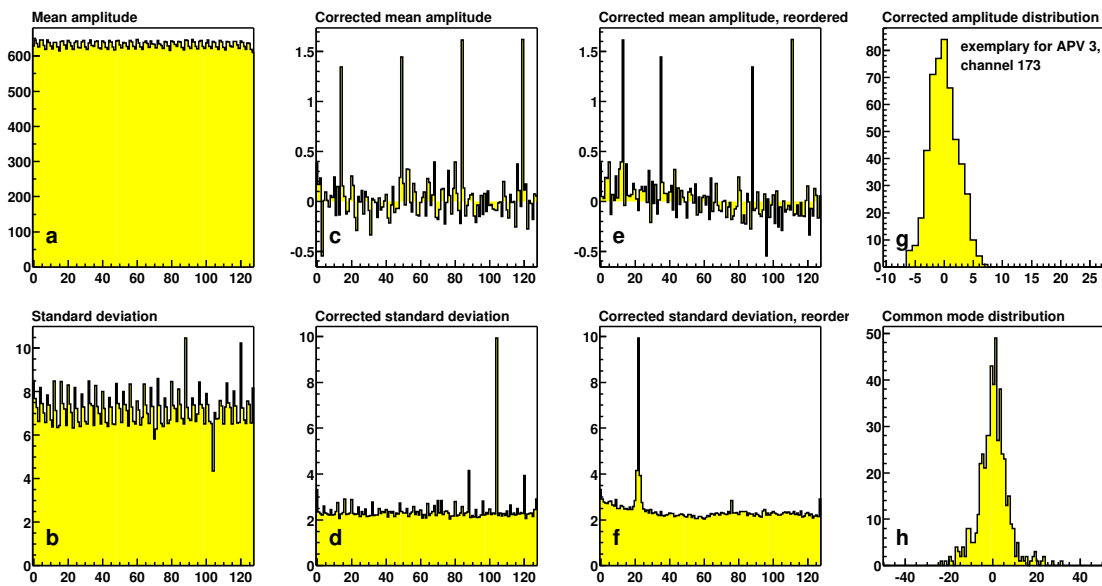 Mean amplitude
600
500
400
300
200
100
0
a
0 20 40 60 80 100 120
Corrected mean amplitude
1.5
1
0.5
0
-0.5
c
0 20 40 60 80 100 120
Corrected mean amplitude, reordered
1.5
1
0.5
0
-0.5
e
0 20 40 60 80 100 120
Corrected amplitude distribution
exemplary for APV 3,
channel 173
80
70
60
50
40
30
20
10
0
g
-10 -5 0 5 10 15 20 25
Standard deviation
10
8
6
4
2
0
b
0 20 40 60 80 100 120
Corrected standard deviation
10
8
6
4
2
0
d
0 20 40 60 80 100 120
Corrected standard deviation, reorder
10
8
6
4
2
0
f
0 20 40 60 80 100 120
Common mode distribution
50
40
30
20
10
0
h
-40 -20 0 20 40